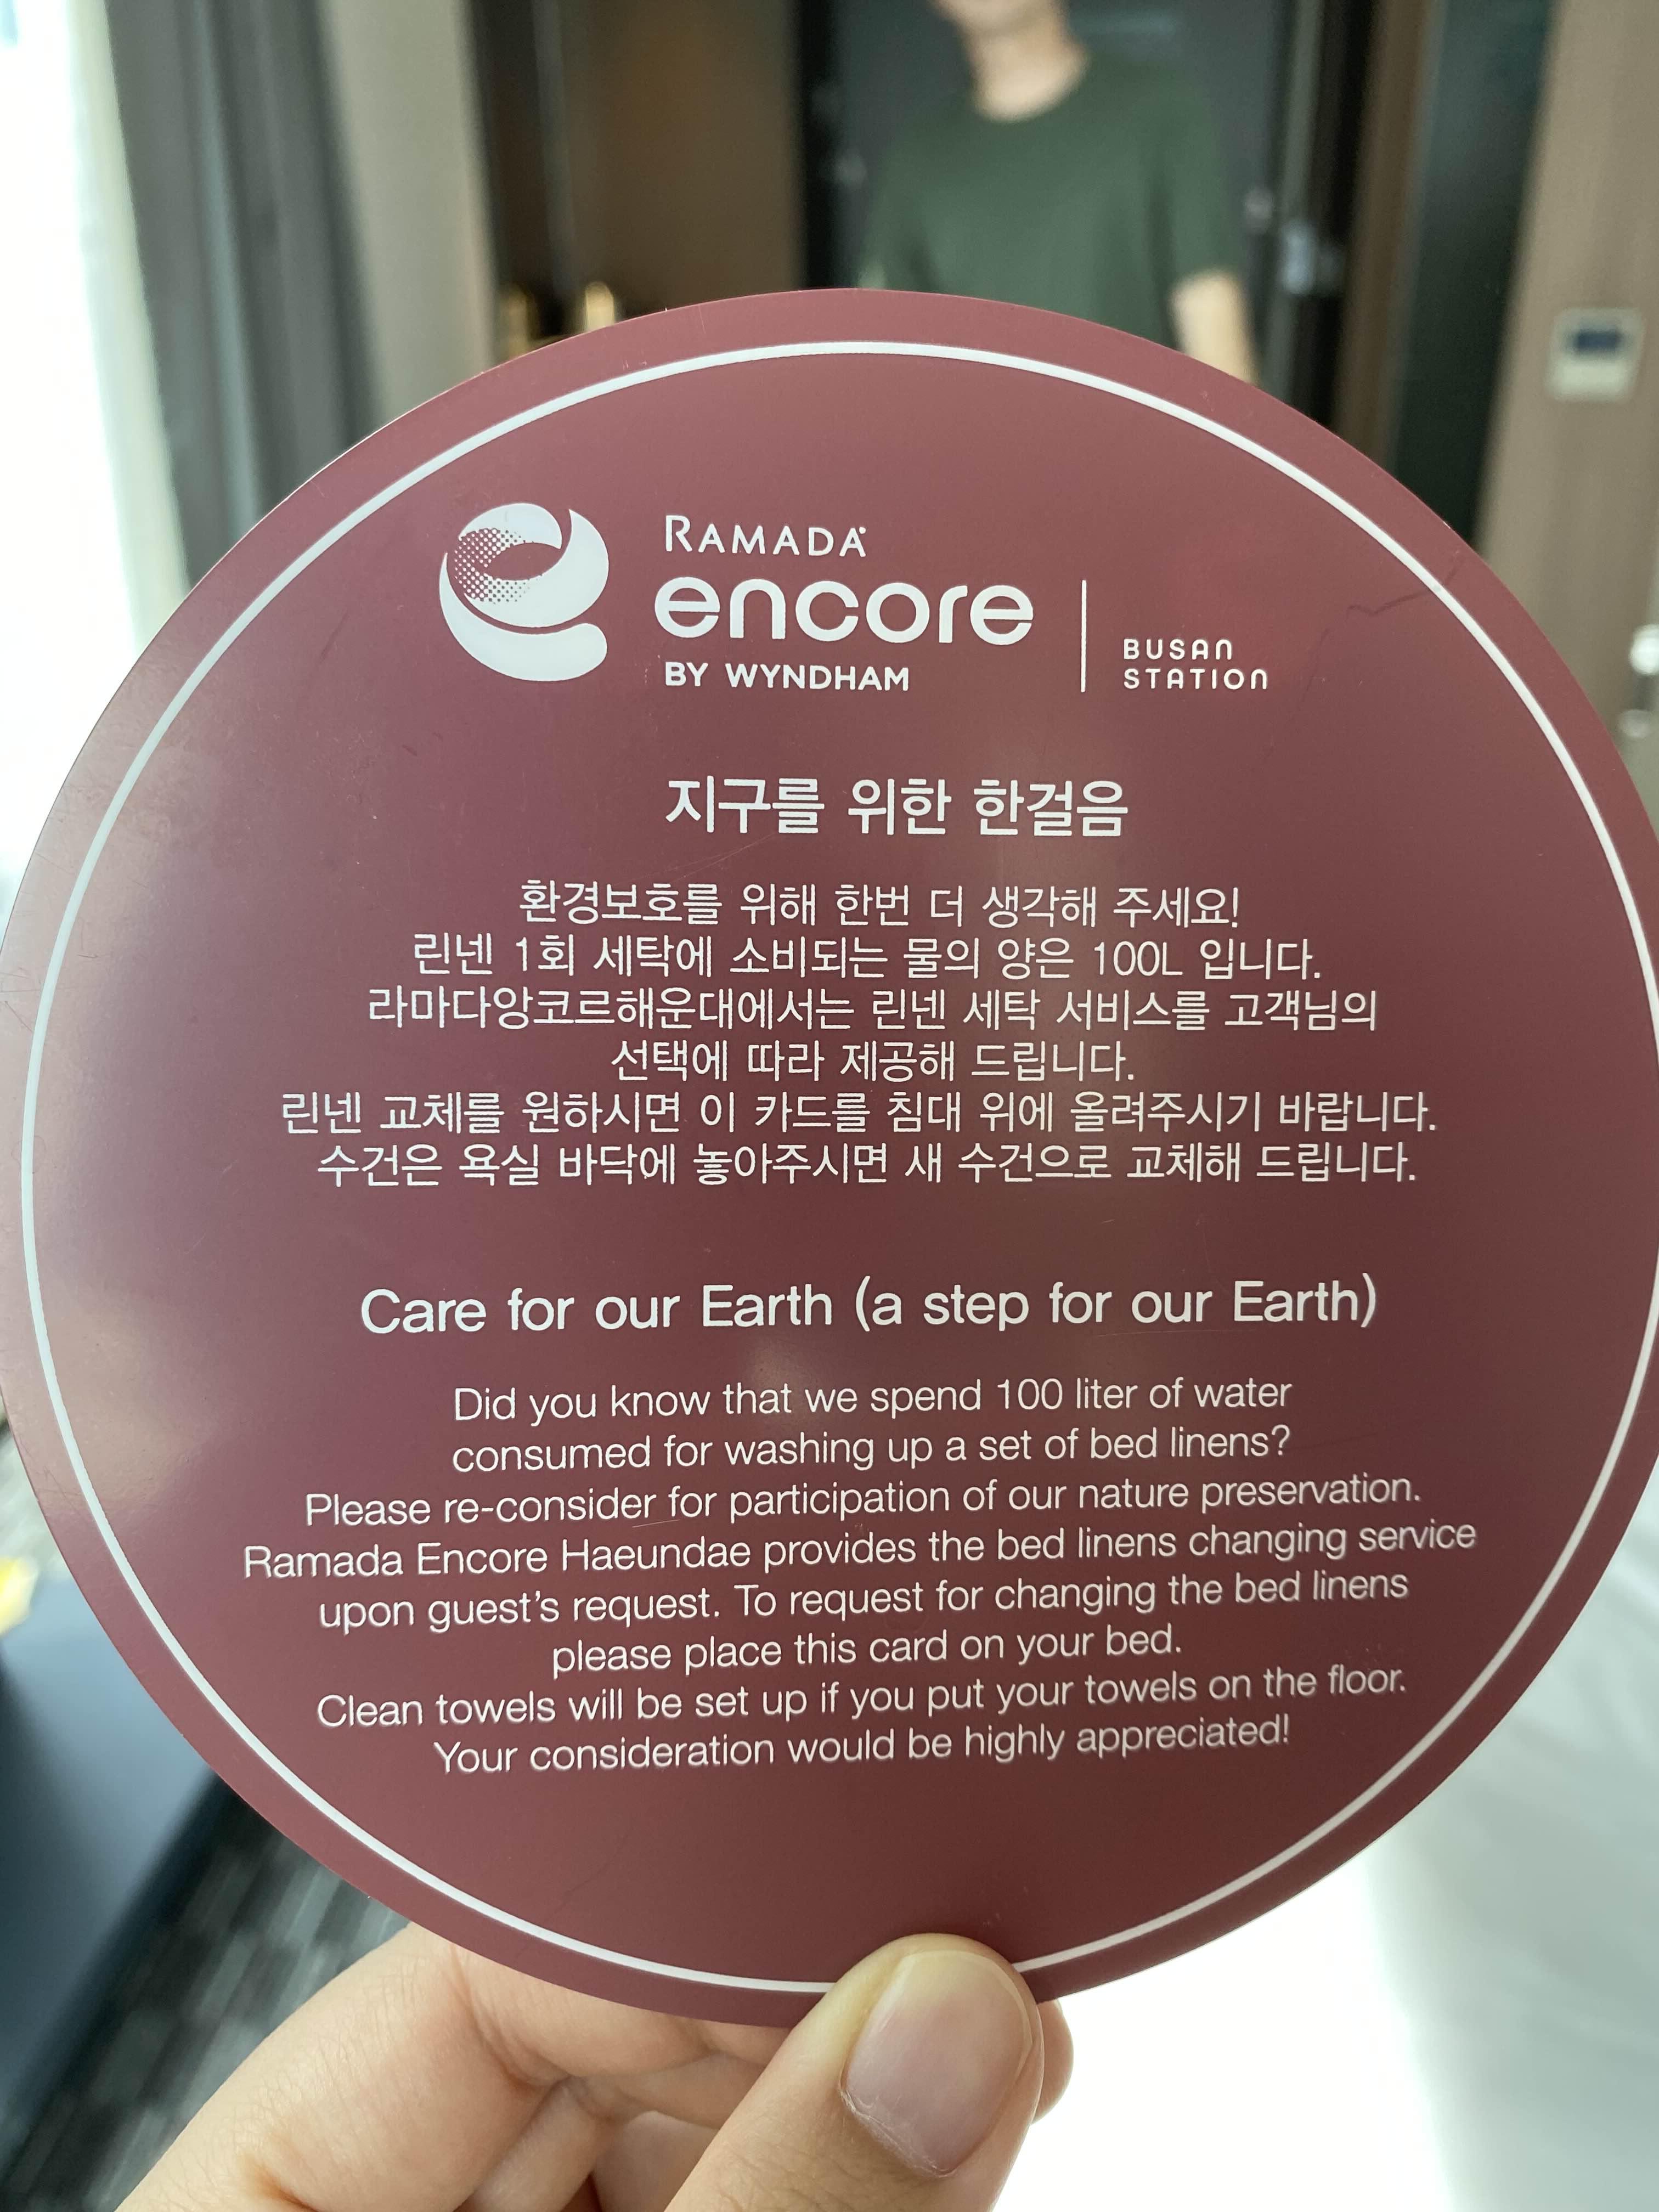 RAMADA
encore
BY WYNDHAM
BUSAN
STATION
지구를 위한 한걸음
환경보호를 위해 한번 더 생각해 주세요!
린넨 1회 세탁에 소비되는 물의 양은 100L 입니다.
라마다앙코르해운대에서는 린넨 세탁 서비스를 고객님의
선택에 따라 제공해 드립니다.
린넨 교체를 원하시면 이 카드를 침대 위에 올려주시기 바랍니다.
수건은 욕실 바닥에 놓아주시면 새 수건으로 교체해 드립니다.
Care for our Earth (a step for our Earth)
Did you know that we spend 100 liter of water
consumed for washing up a set of bed linens?
Please re-consider for participation of our nature preservation.
Ramada Encore Haeundae provides the bed linens changing service
upon guest's request. To request for changing the bed linens
please place this card on your bed.
Clean towels will be set up if you put your towels on the floor.
Your consideration would be highly appreciated!